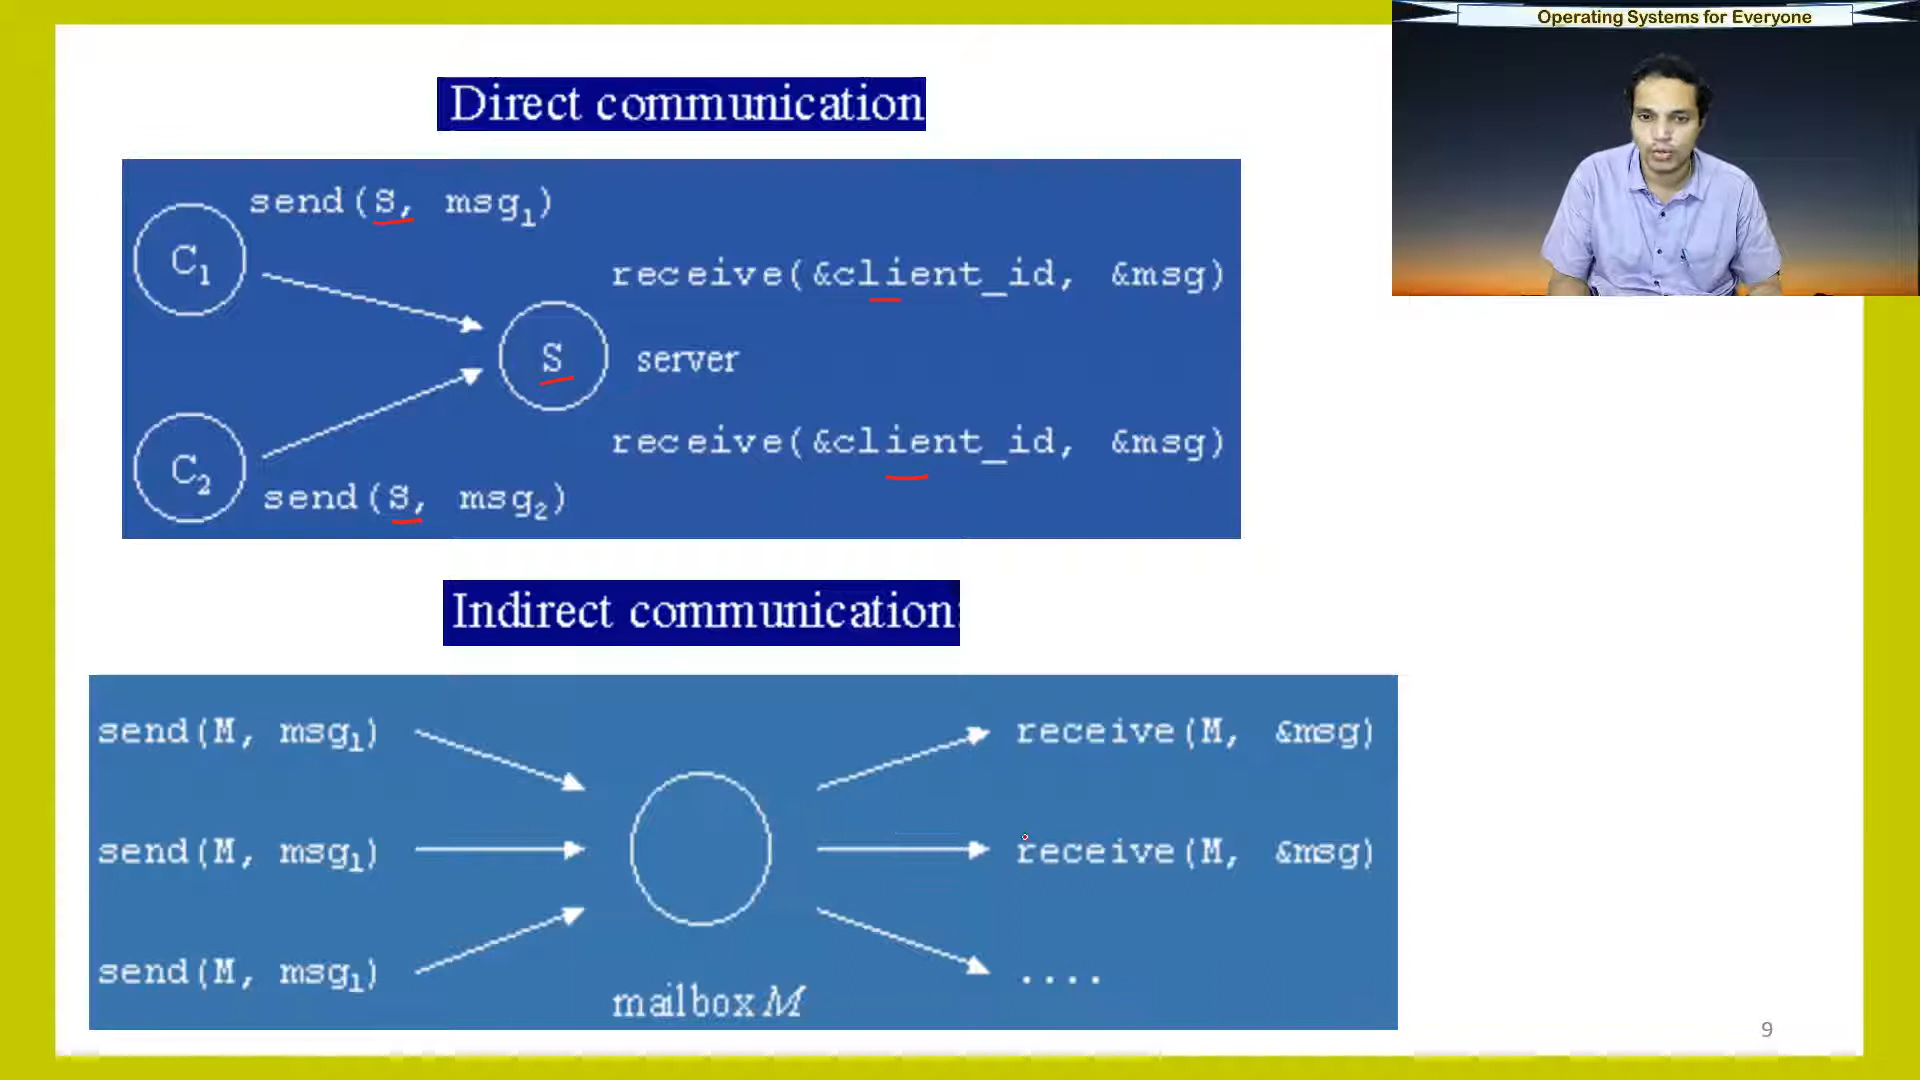 Operating Systems for Everyone
Direct communication
send(S, msg₁)
C₁
receive(&client_id, &msg)
S server
receive(&client_id, &msg)
C₂
send(S, msg₂)
Indirect communication:
send(M, msg₁)
receive(M, &msg)
send(M, msg₁)
receive(M, &msg)
send(M, msg₁)
....
mailbox M
9